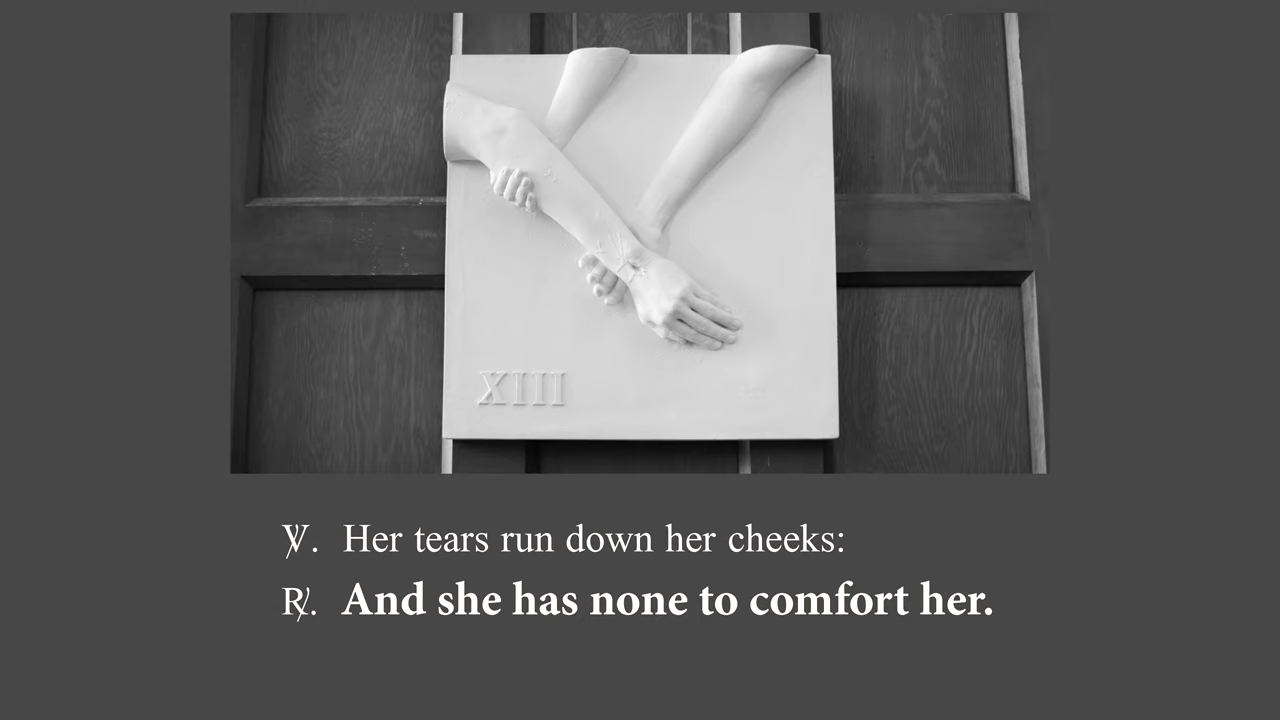 XIII
℣. Her tears run down her cheeks:
℟. And she has none to comfort her.